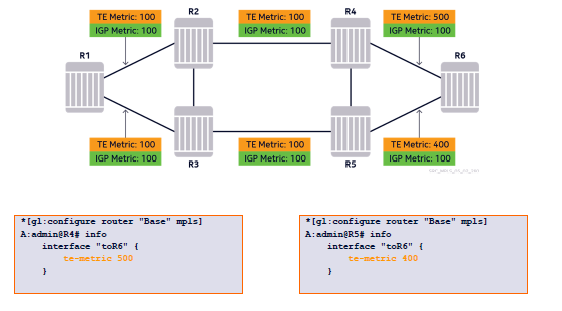 R2
R4
TE Metric: 100
IGP Metric: 100
TE Metric: 100
IGP Metric: 100
TE Metric: 500
IGP Metric: 100
R1
R6
TE Metric: 100
IGP Metric: 100
TE Metric: 100
IGP Metric: 100
TE Metric: 400
IGP Metric: 100
R3
R5
*[gl:configure router "Base" mpls]
A:admin@R4# info
interface "toR6" {
te-metric 500
}
*[gl:configure router "Base" mpls]
A:admin@R5# info
interface "toR6" {
te-metric 400
}